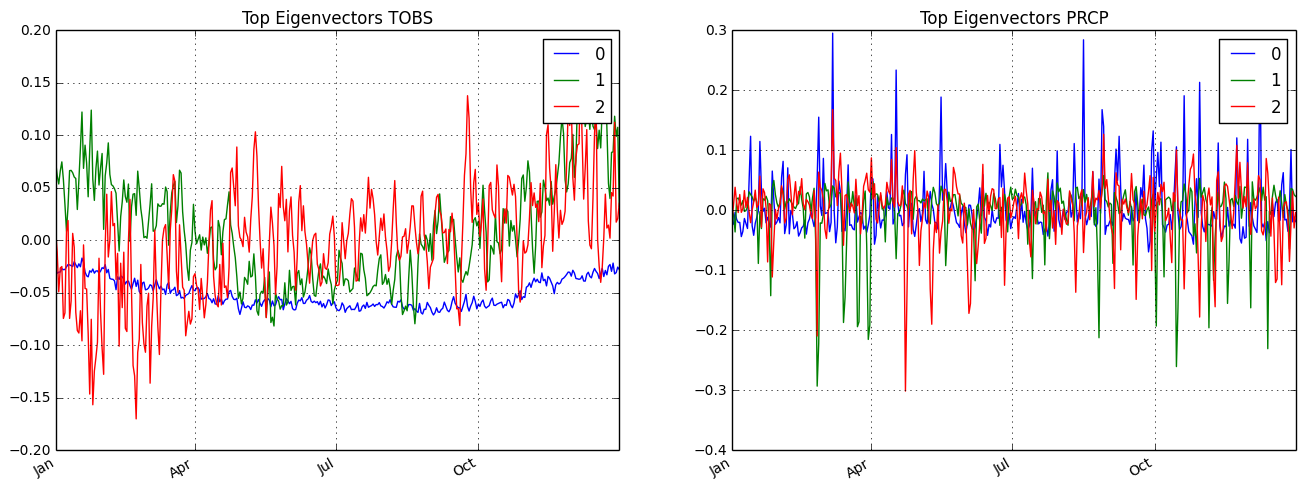 Top Eigenvectors TOBS
0.20
0.15
0.10
0.05
0.00
−0.05
−0.10
−0.15
−0.20
Jan
Apr
Jul
Oct
0
1
2
Top Eigenvectors PRCP
0.3
0.2
0.1
0.0
−0.1
−0.2
−0.3
−0.4
Jan
Apr
Jul
Oct
0
1
2